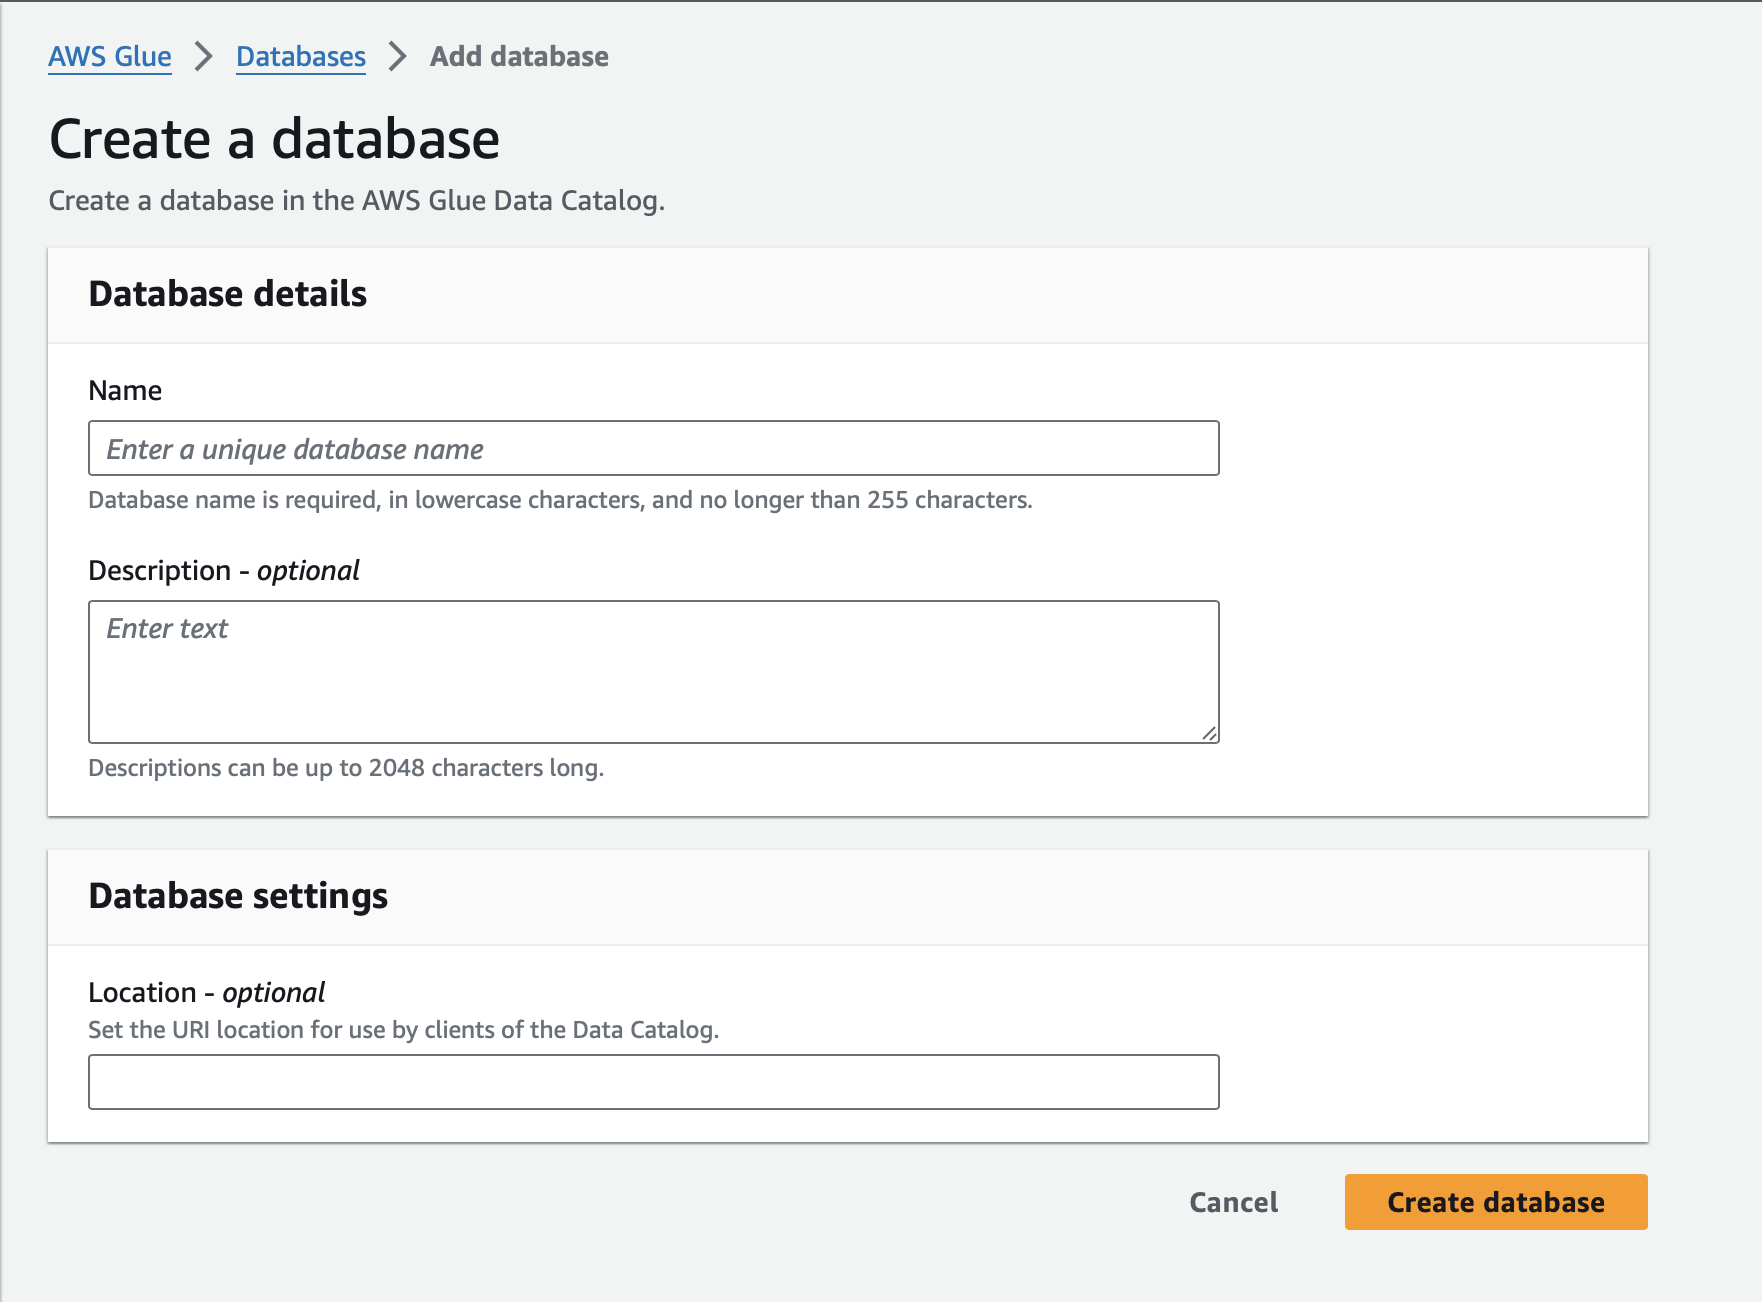 AWS Glue > Databases > Add database
Create a database
Create a database in the AWS Glue Data Catalog.
Database details
Name
Enter a unique database name
Database name is required, in lowercase characters, and no longer than 255 characters.
Description - optional
Enter text
Descriptions can be up to 2048 characters long.
Database settings
Location - optional
Set the URI location for use by clients of the Data Catalog.
Cancel Create database